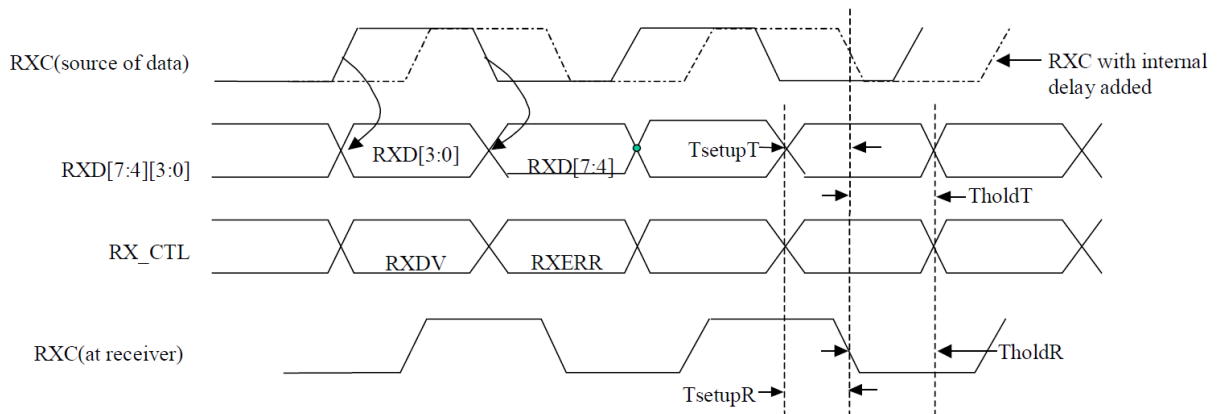 RXC(source of data)
RXC with internal
delay added
RXD[7:4][3:0]
RXD[3:0]
RXD[7:4]
TsetupT
TholdT
RX_CTL
RXDV
RXERR
RXC(at receiver)
TholdR
TsetupR